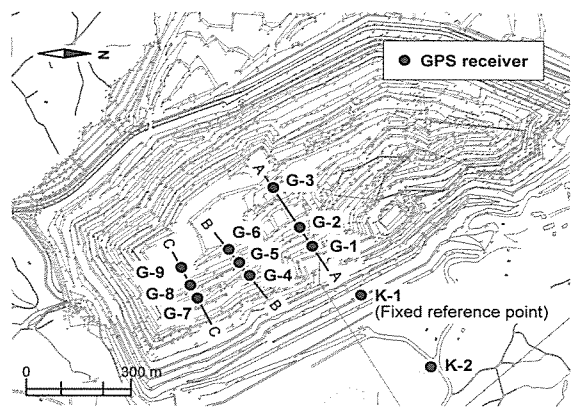 N
GPS receiver
A
G-3
G-2
G-1
A
B
G-6
G-5
G-4
B
C
G-9
G-8
G-7
C
K-1
(Fixed reference point)
K-2
0
300 m